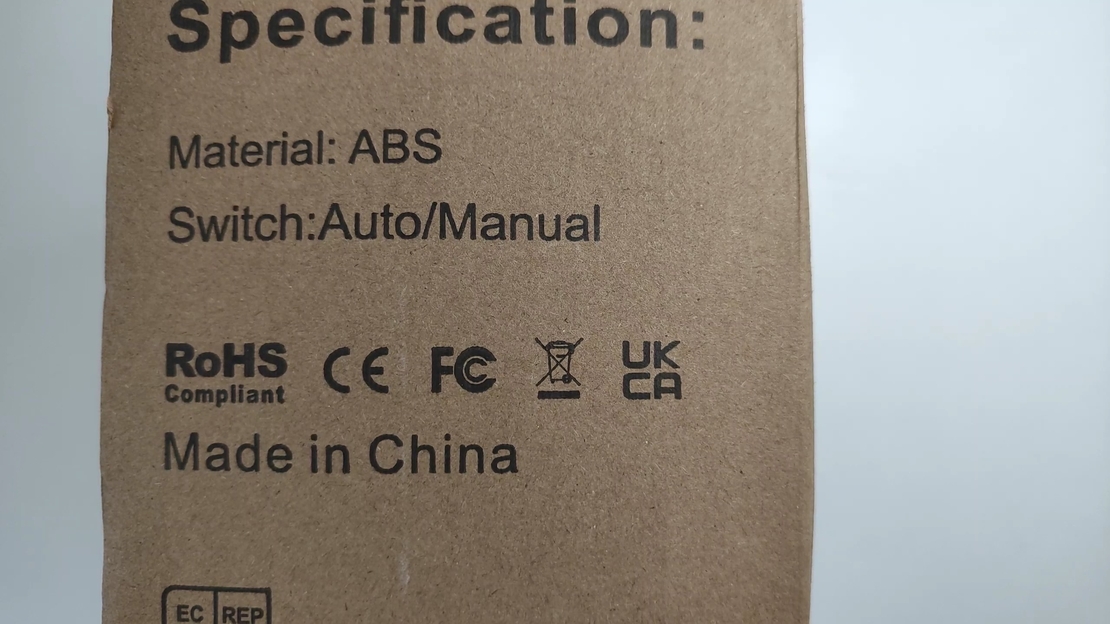 Specification:
Material: ABS
Switch:Auto/Manual
RoHS
Compliant
CE FC UK
CA
Made in China
EC REP